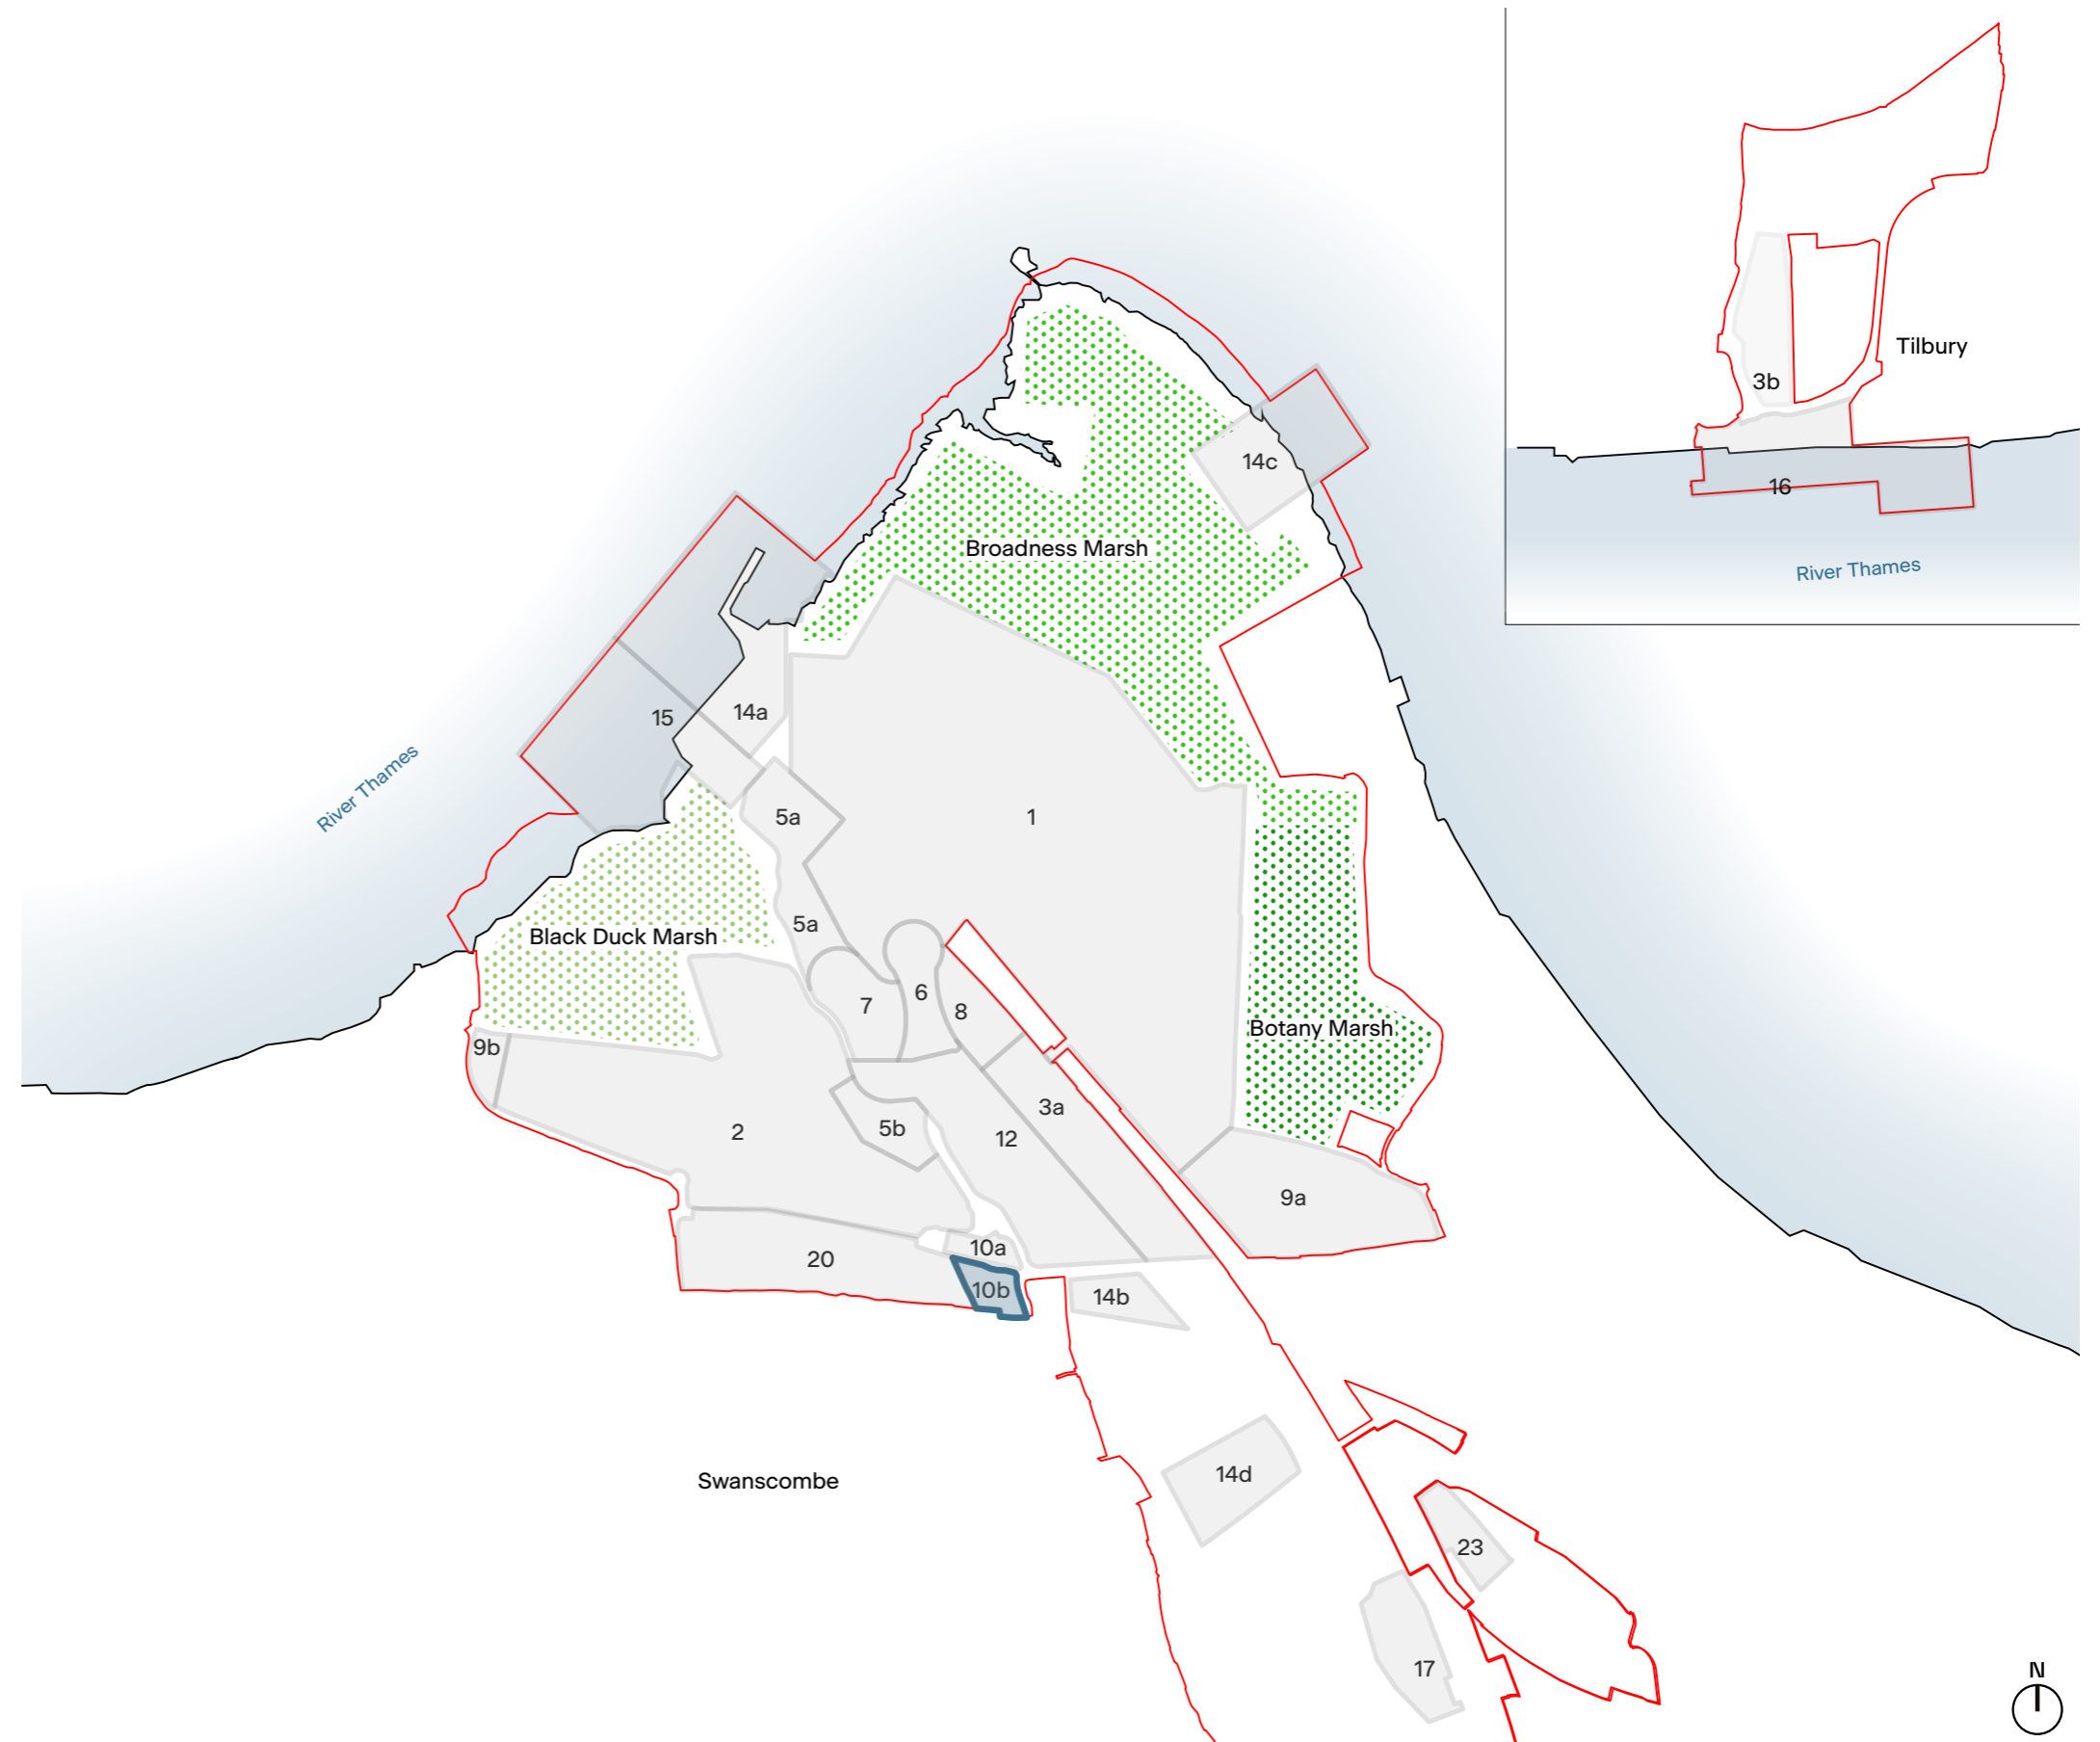 Tilbury
3b
14c
16
Broadness Marsh
River Thames
14a
15
River Thames
5a
1
5a
Black Duck Marsh
6
7
8
Botany Marsh
9b
3a
5b
2
12
9a
10a
20
10b
14b
14d
Swanscombe
23
17
N